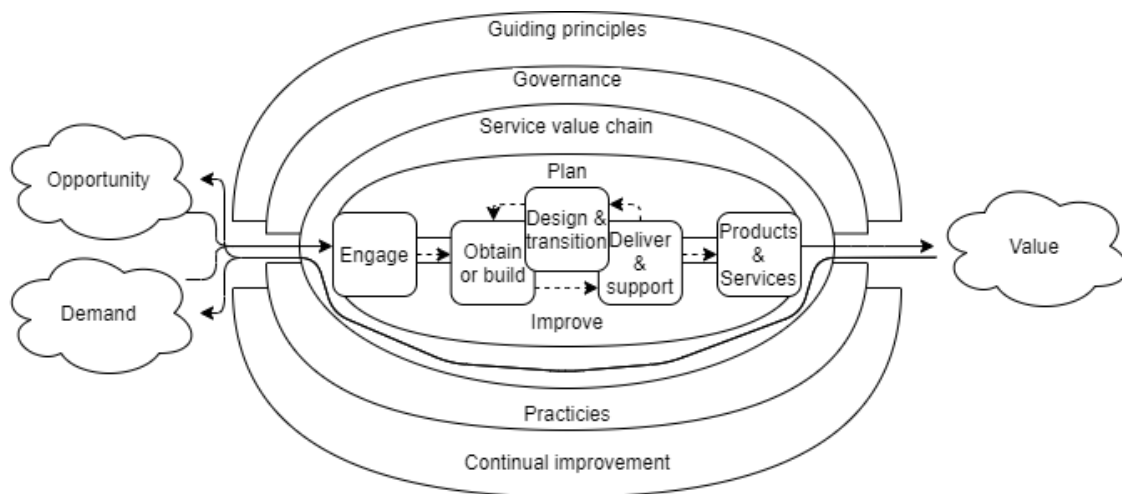 Guiding principles
Governance
Service value chain
Plan
Opportunity
Demand
Engage
Obtain
or build
Design &
transition
Deliver
&
support
Products
&
Services
Value
Improve
Practicies
Continual improvement